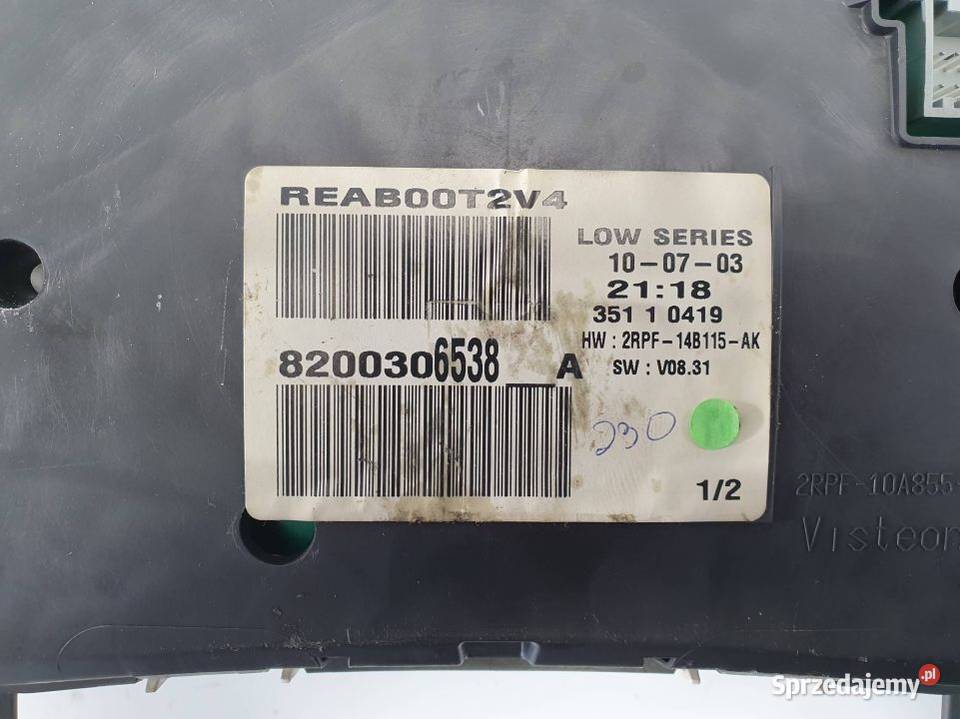 REAB00T2V4
LOW SERIES
10-07-03
21:18
351 1 0419
HW : 2RPF-14B115-AK
SW : V08.31
8200306538__A
230
1/2
2RPF-10A855-
Visteon
Sprzedajemy.pl